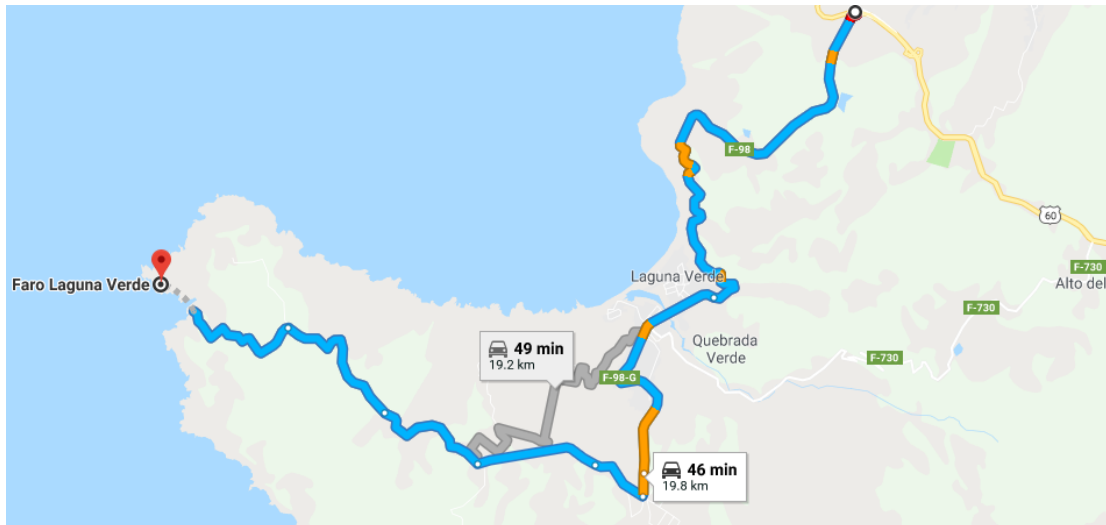 F-98
60
F-730
Alto del
Laguna Verde
Faro Laguna Verde
Quebrada
Verde
F-730
F-730
49 min
19.2 km
F-98-G
46 min
19.8 km